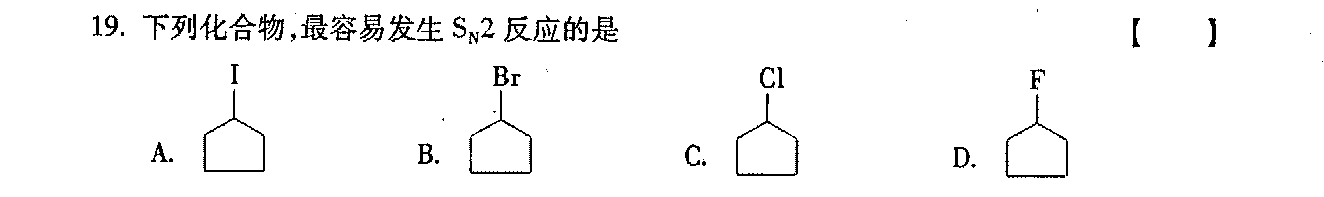 19. 下列化合物,最容易发生 S_N2 反应的是 【 】
I Br Cl F
A. B. C. D.